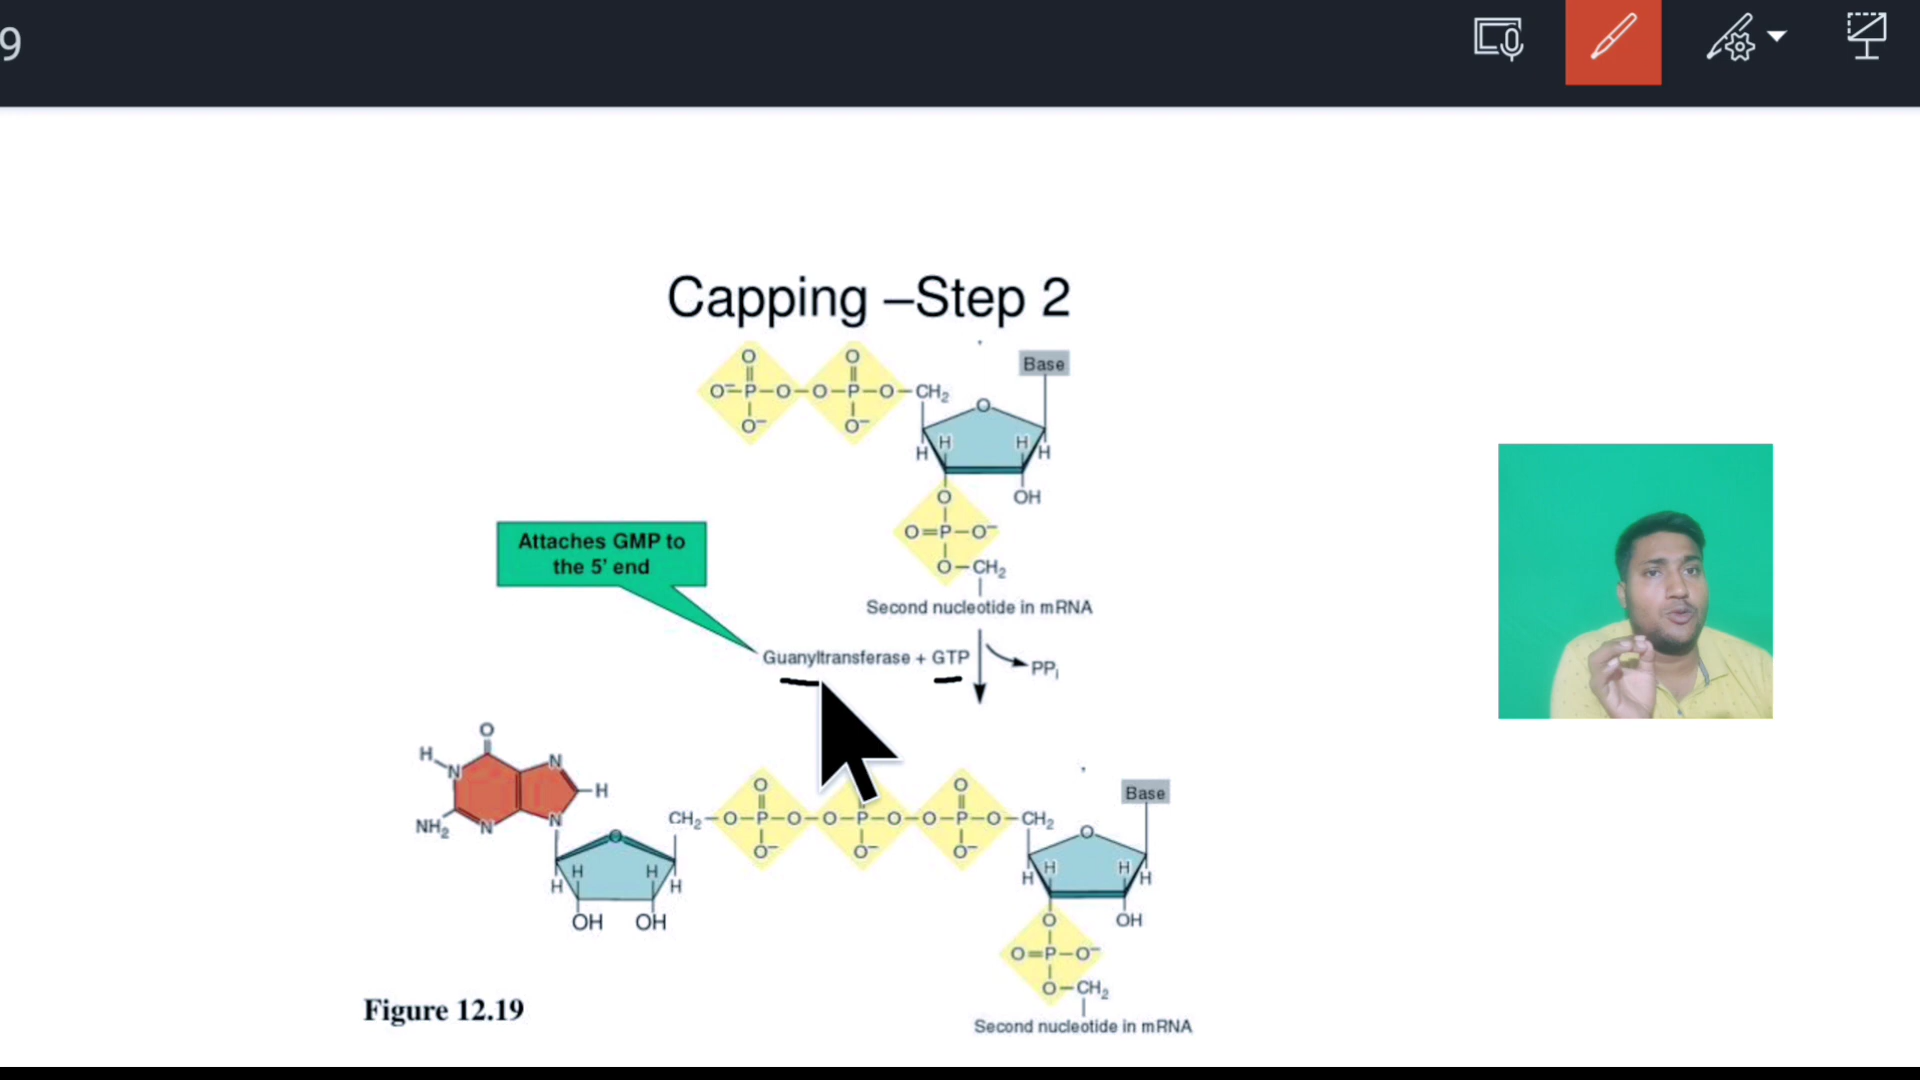 9
Capping –Step 2
O O Base
O⁻–P–O–O–P–O–CH₂ O
O⁻ O⁻
H H H H
O OH
O=P–O⁻
O–CH₂
Attaches GMP to
the 5' end
Second nucleotide in mRNA
Guanyltransferase + GTP PPᵢ
O
H N N H
NH₂ N N
O O O Base
CH₂–O–P–O–O–P–O–O–P–O–CH₂ O
O⁻ O⁻ O⁻
O
H H H H
OH OH
H H H H
O OH
O=P–O⁻
O–CH₂
Figure 12.19
Second nucleotide in mRNA